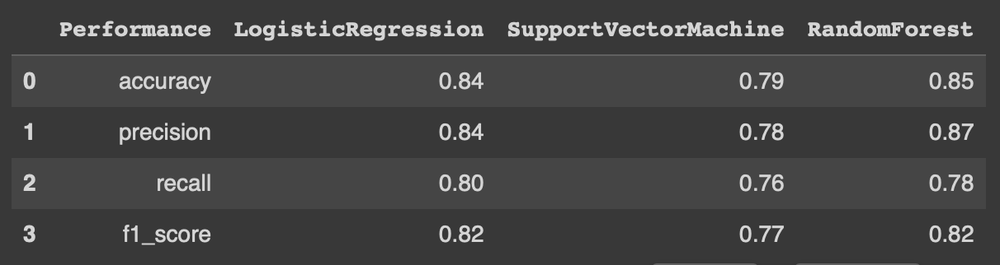 Performance LogisticRegression SupportVectorMachine RandomForest
0 accuracy 0.84 0.79 0.85
1 precision 0.84 0.78 0.87
2 recall 0.80 0.76 0.78
3 f1_score 0.82 0.77 0.82